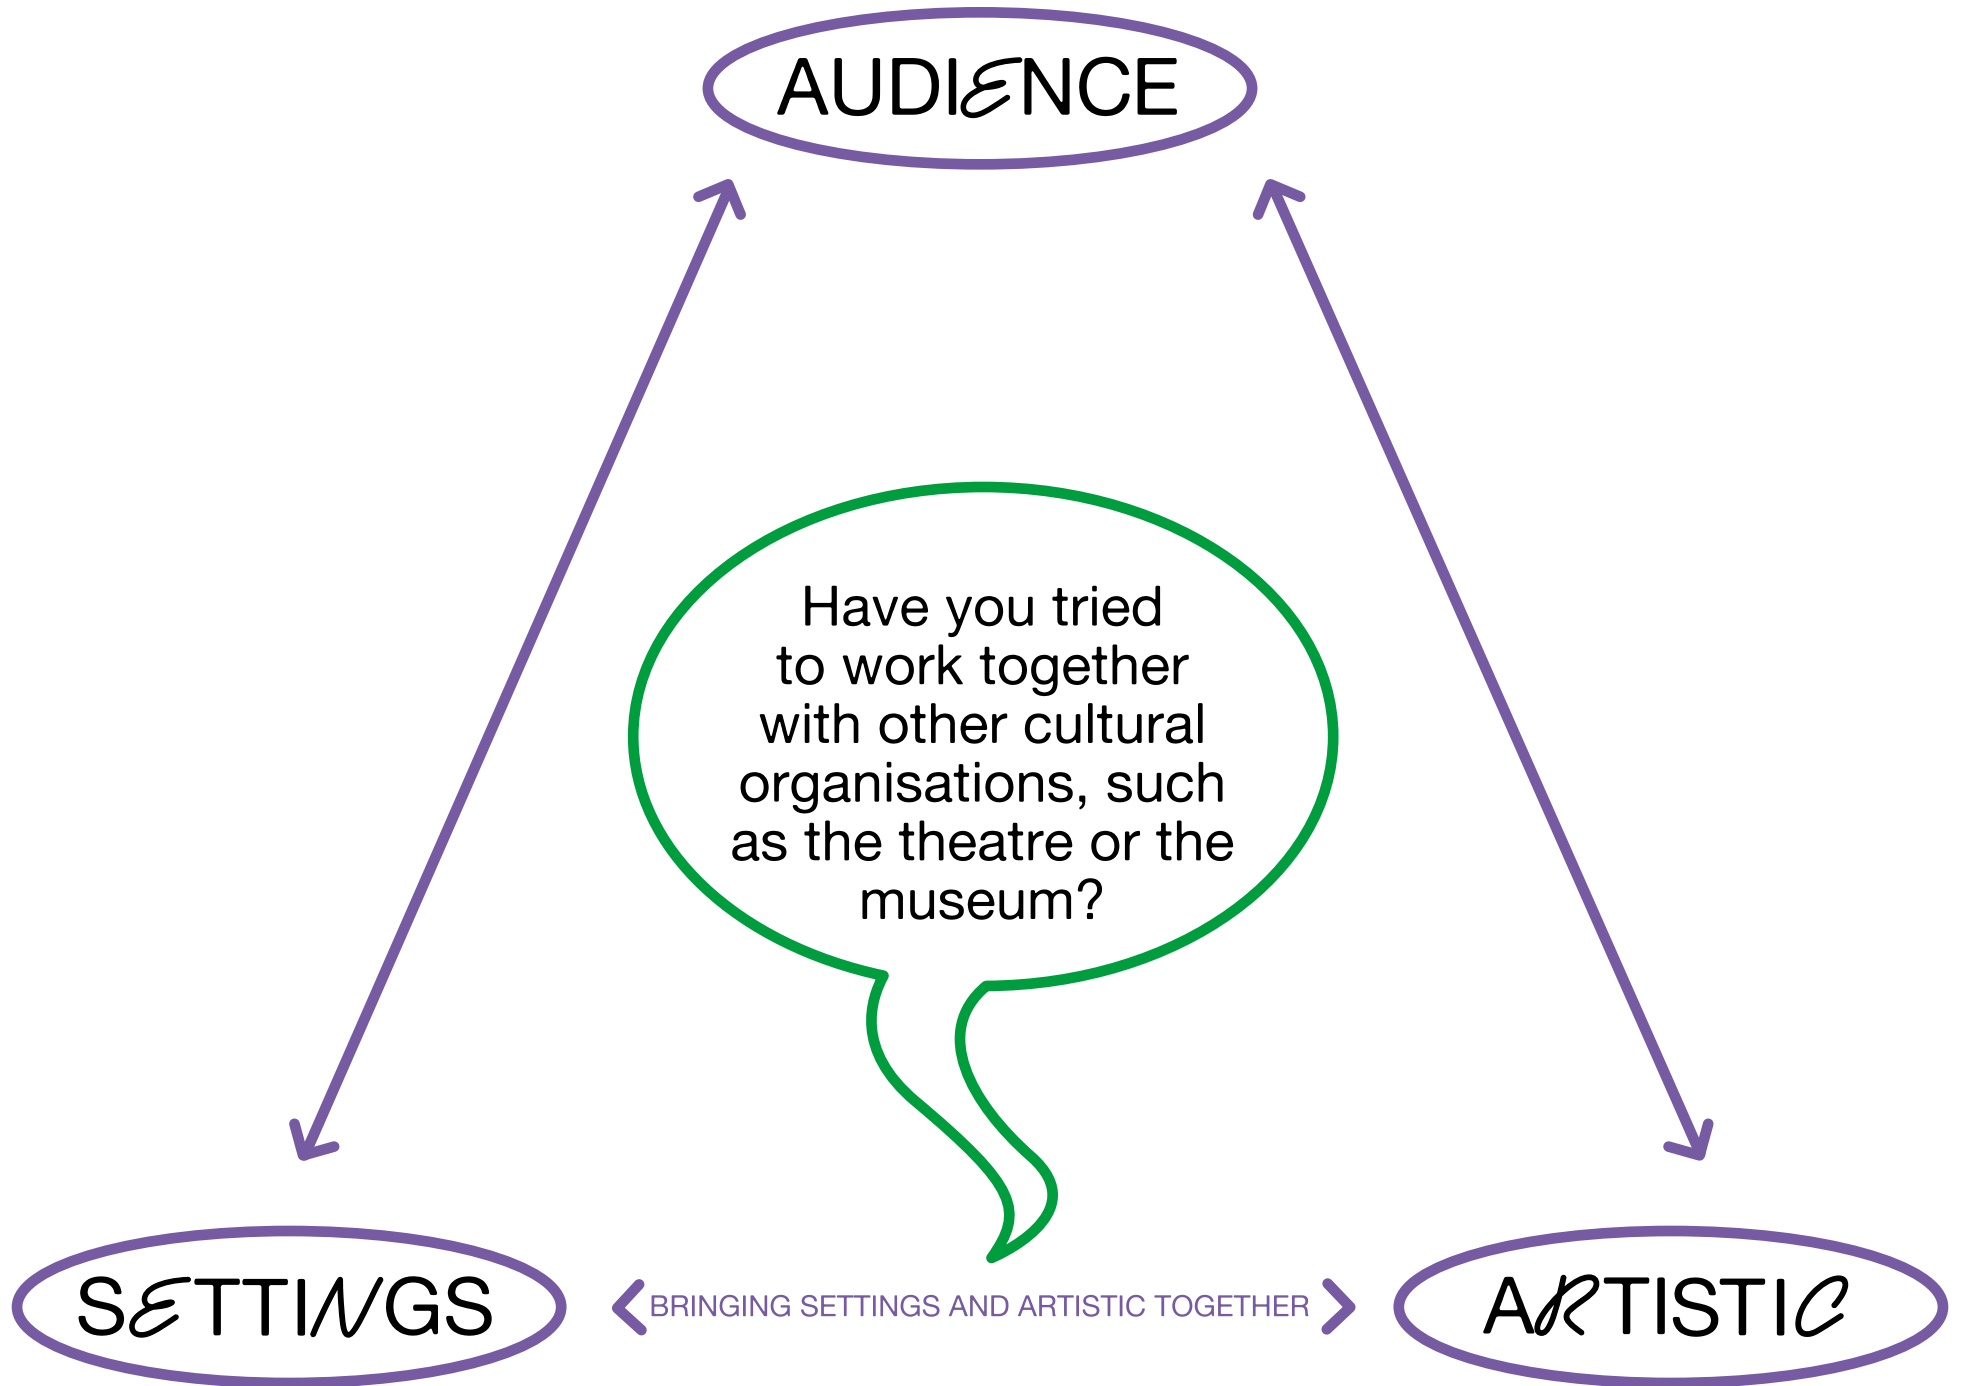 AUDIENCE
Have you tried
to work together
with other cultural
organisations, such
as the theatre or the
museum?
SETTINGS
BRINGING SETTINGS AND ARTISTIC TOGETHER
ARTISTIC